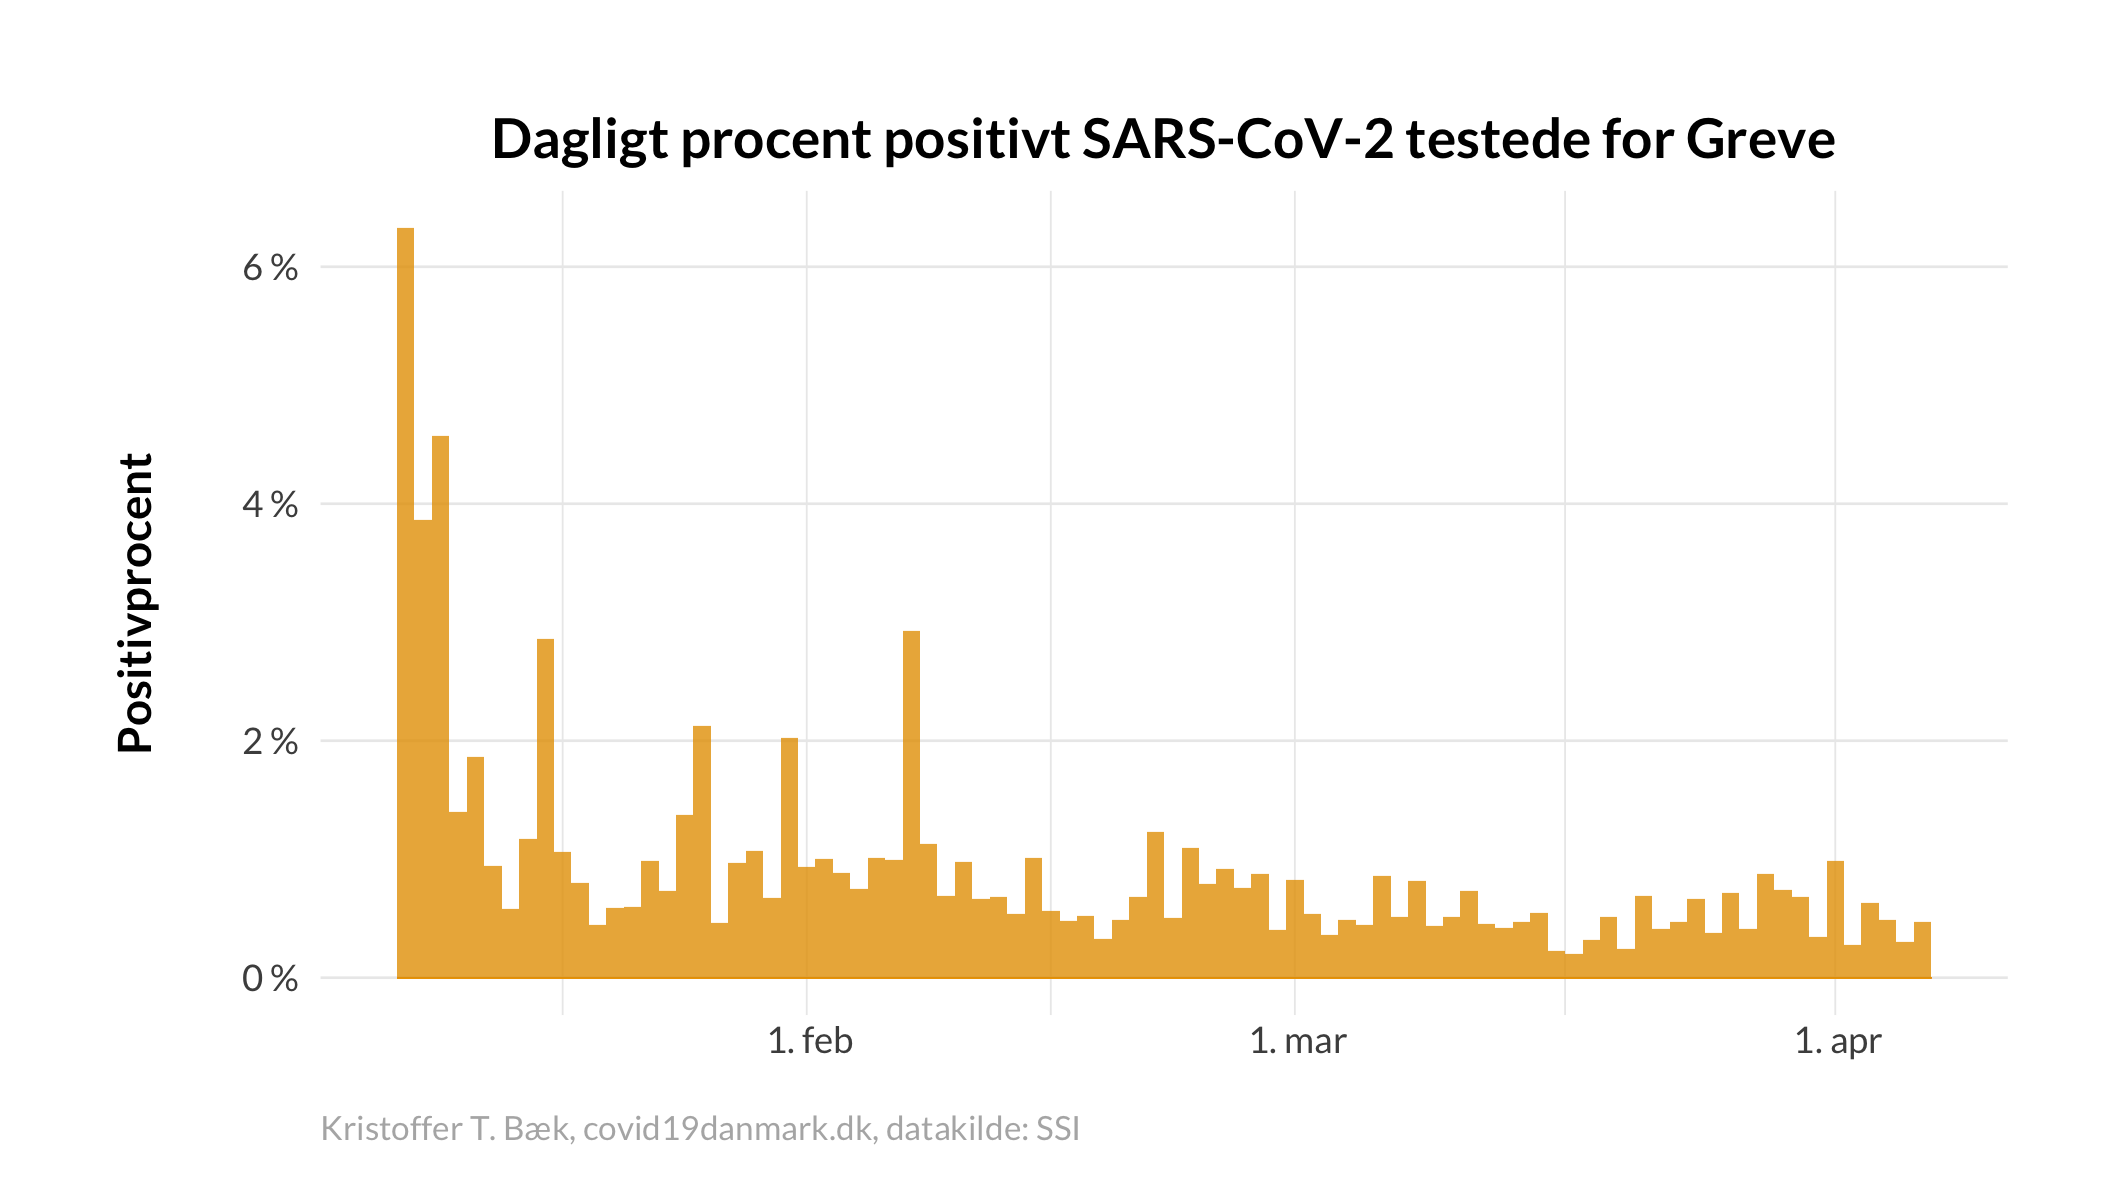 Dagligt procent positivt SARS-CoV-2 testede for Greve
Positivprocent
6 %
4 %
2 %
0 %
1. feb
1. mar
1. apr
Kristoffer T. Bæk, covid19danmark.dk, datakilde: SSI